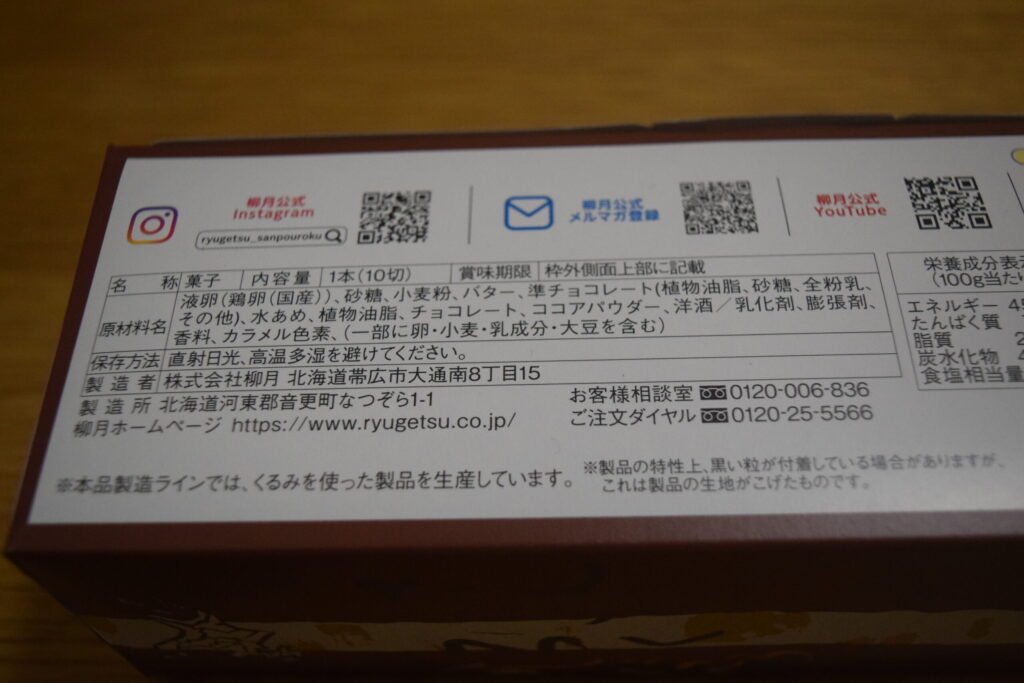 柳月公式
Instagram
ryugetsu_sanpouroku
柳月公式
メルマガ登録
柳月公式
YouTube
名 称 菓子 内容量 1本(10切) 賞味期限 枠外側面上部に記載
原材料名 液卵(鶏卵(国産))、砂糖、小麦粉、バター、準チョコレート(植物油脂、砂糖、全粉乳、
その他)、水あめ、植物油脂、チョコレート、ココアパウダー、洋酒／乳化剤、膨張剤、
香料、カラメル色素、(一部に卵・小麦・乳成分・大豆を含む)
保存方法 直射日光、高温多湿を避けてください。
製造者 株式会社柳月 北海道帯広市大通南8丁目15
製造所 北海道河東郡音更町なつぞら1-1
柳月ホームページ https://www.ryugetsu.co.jp/
お客様相談室 0120-006-836
ご注文ダイヤル 0120-25-5566
栄養成分表示
(100g当たり
エネルギー 45
たんぱく質
脂質 2
炭水化物 4
食塩相当量
※本品製造ラインでは、くるみを使った製品を生産しています。
※製品の特性上、黒い粒が付着している場合がありますが、
これは製品の生地がこげたものです。